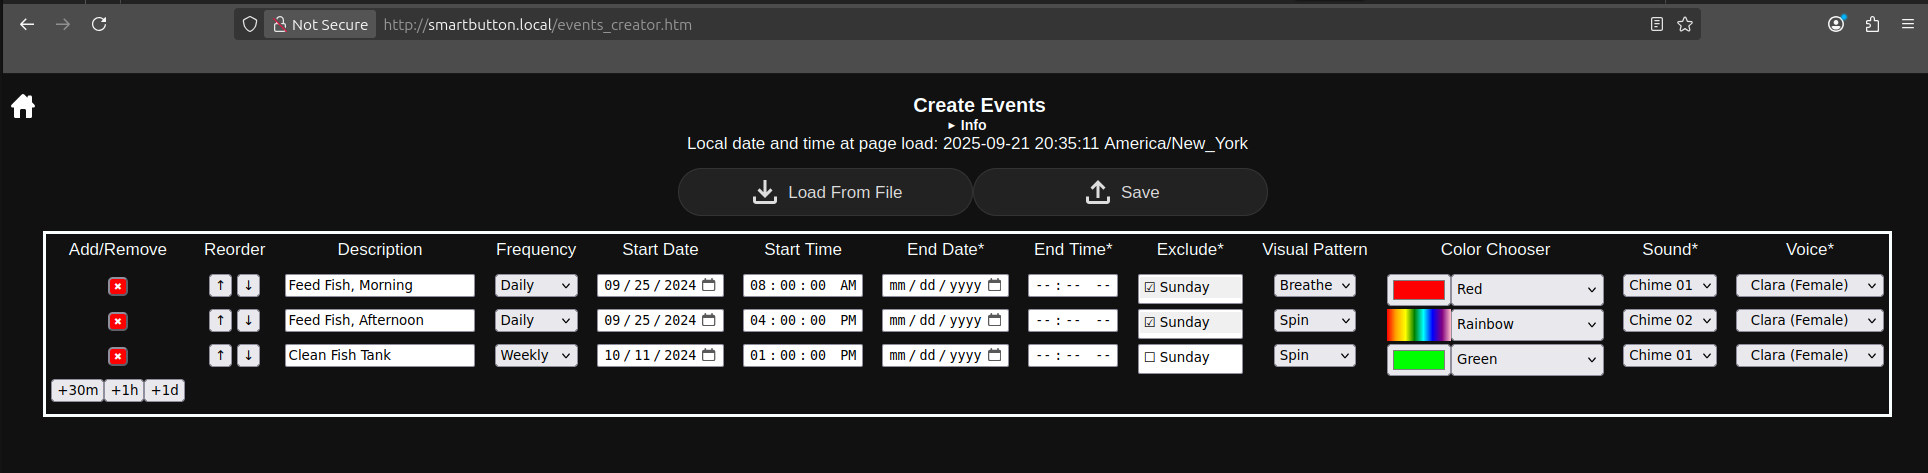 Not Secure http://smartbutton.local/events_creator.htm
Create Events
▸ Info
Local date and time at page load: 2025-09-21 20:35:11 America/New_York
Load From File Save
Add/Remove Reorder Description Frequency Start Date Start Time End Date* End Time* Exclude* Visual Pattern Color Chooser Sound* Voice*
↑ ↓ Feed Fish, Morning Daily 09/25/2024 08:00:00 AM mm/dd/yyyy --:-- -- ☑ Sunday Breathe Red Chime 01 Clara (Female)
↑ ↓ Feed Fish, Afternoon Daily 09/25/2024 04:00:00 PM mm/dd/yyyy --:-- -- ☑ Sunday Spin Rainbow Chime 02 Clara (Female)
↑ ↓ Clean Fish Tank Weekly 10/11/2024 01:00:00 PM mm/dd/yyyy --:-- -- ☐ Sunday Spin Green Chime 01 Clara (Female)
+30m +1h +1d